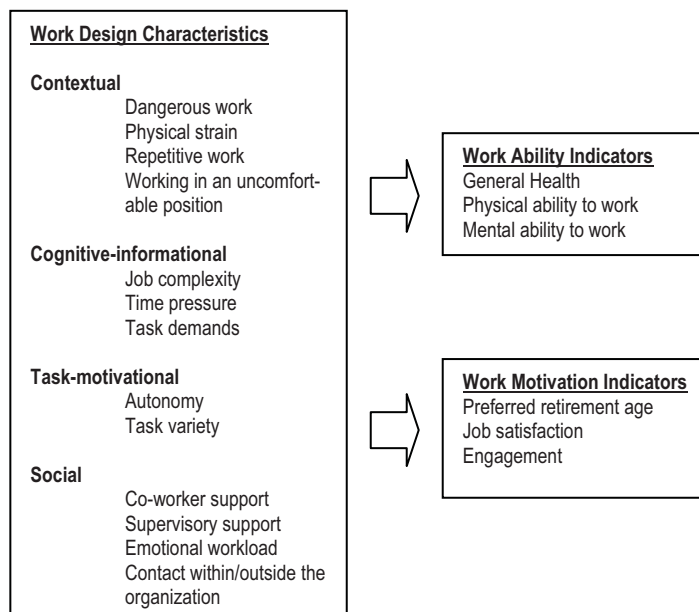 Work Design Characteristics
Contextual
Dangerous work
Physical strain
Repetitive work
Working in an uncomfort-
able position
Cognitive-informational
Job complexity
Time pressure
Task demands
Task-motivational
Autonomy
Task variety
Social
Co-worker support
Supervisory support
Emotional workload
Contact within/outside the
organization
Work Ability Indicators
General Health
Physical ability to work
Mental ability to work
Work Motivation Indicators
Preferred retirement age
Job satisfaction
Engagement